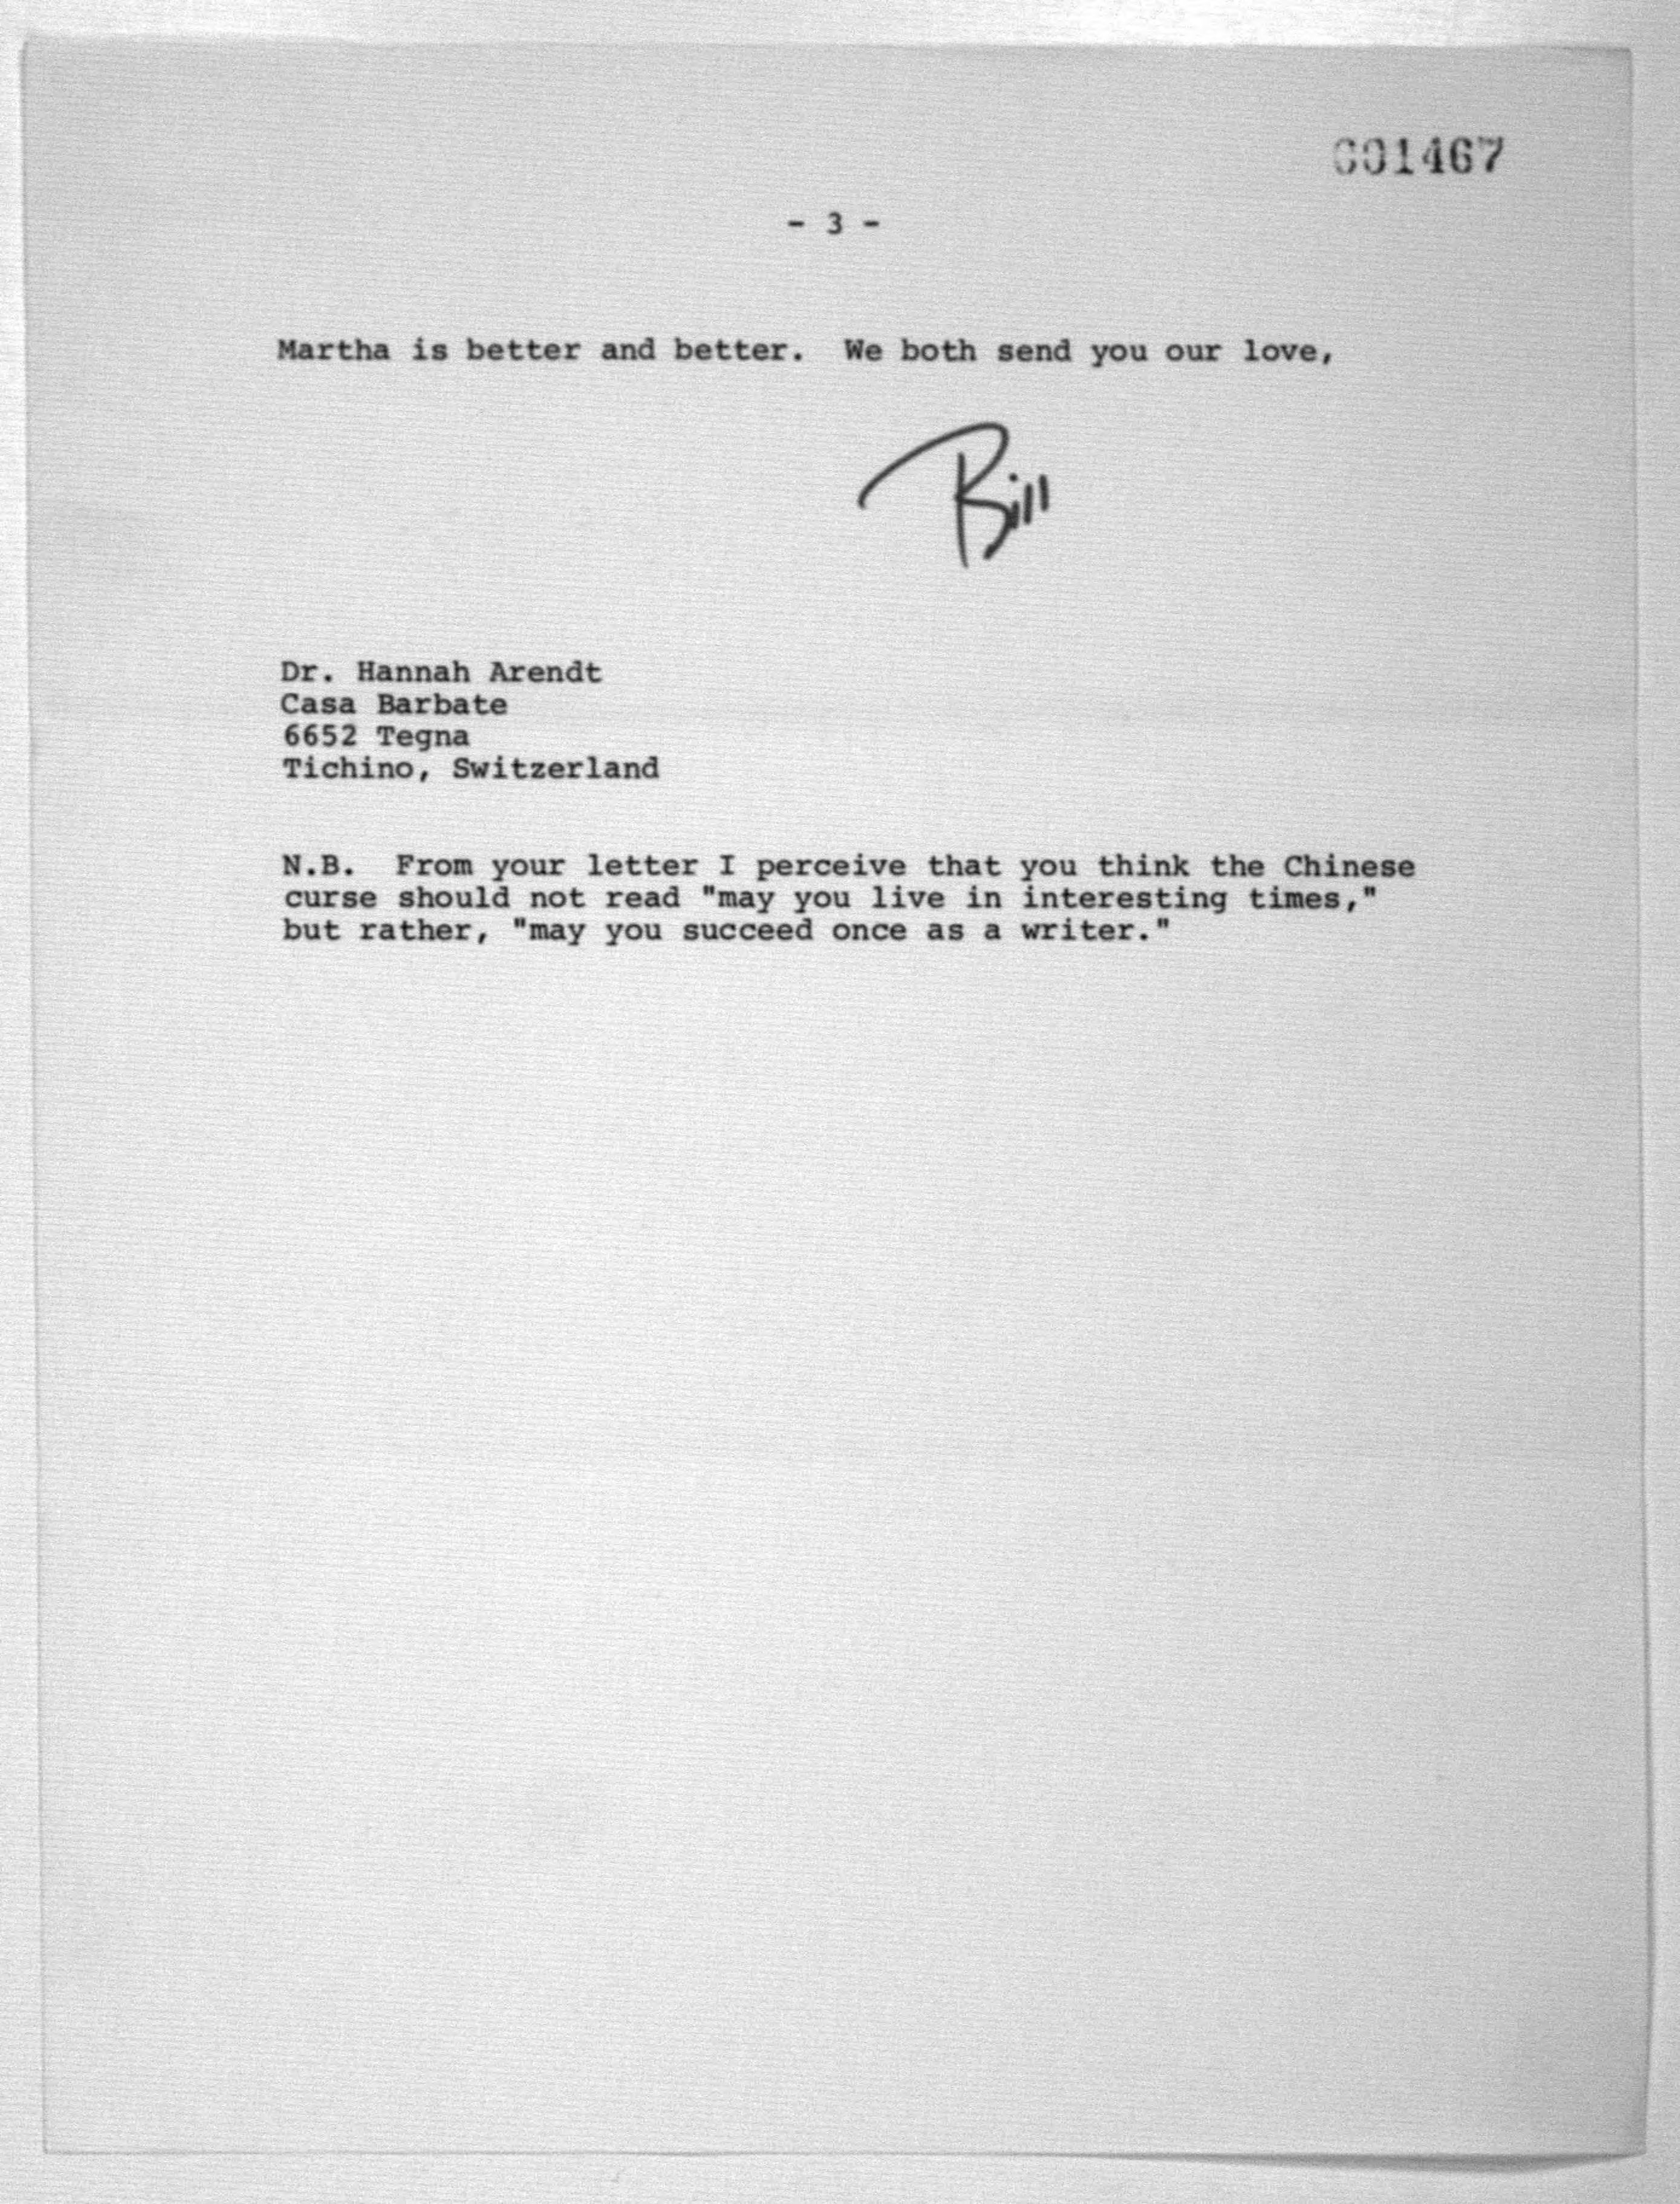 001467
- 3 -
Martha is better and better.  We both send you our love,
Bill
Dr. Hannah Arendt
Casa Barbate
6652 Tegna
Tichino, Switzerland
N.B.  From your letter I perceive that you think the Chinese
curse should not read "may you live in interesting times,"
but rather, "may you succeed once as a writer."